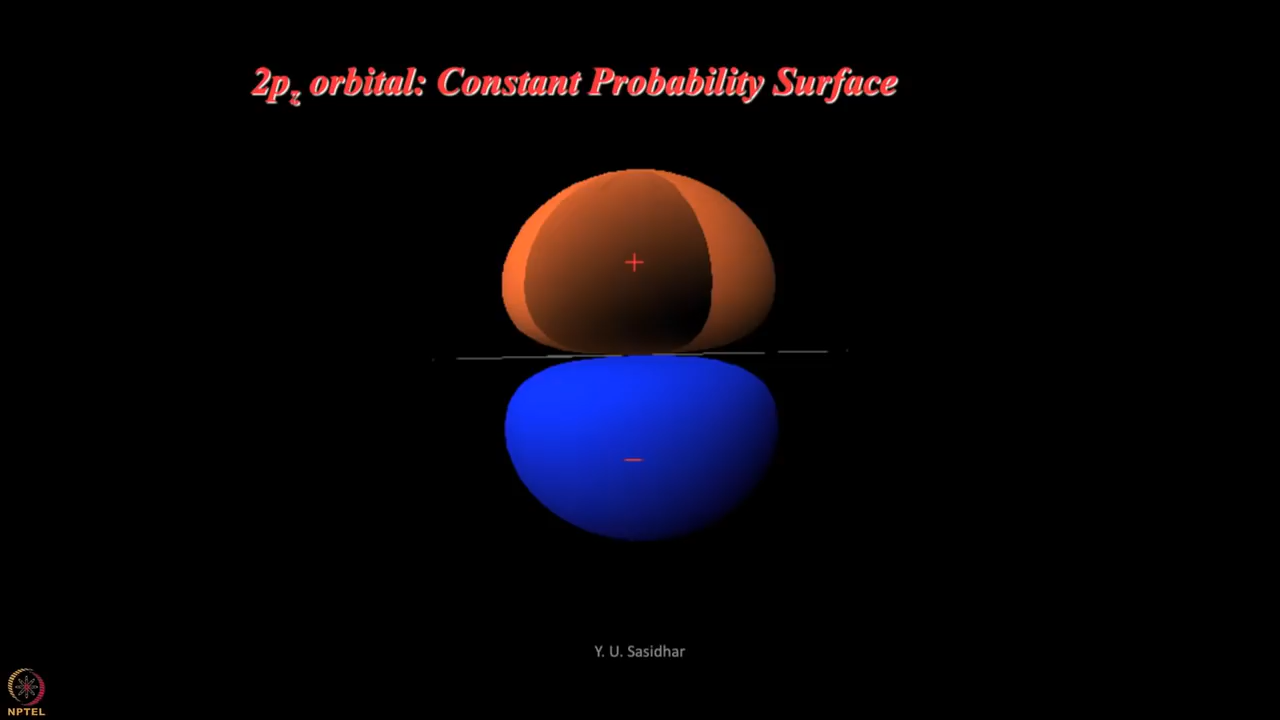 2pz orbital: Constant Probability Surface
+
−
Y. U. Sasidhar
NPTEL